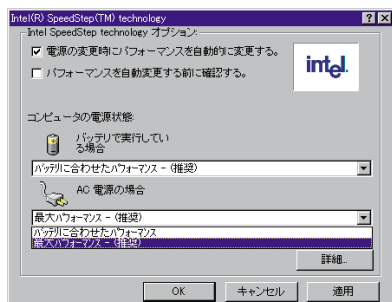 Intel(R) SpeedStep(TM) technology
Intel SpeedStep technology オプション:
電源の変更時にパフォーマンスを自動的に変更する。
パフォーマンスを自動変更する前に確認する。
intel.
コンピュータの電源状態:
バッテリで実行してい
る場合
バッテリに合わせたパフォーマンス - (推奨)
AC 電源の場合
最大パフォーマンス - (推奨)
バッテリに合わせたパフォーマンス
最大パフォーマンス - (推奨)
詳細...
OK
キャンセル
適用